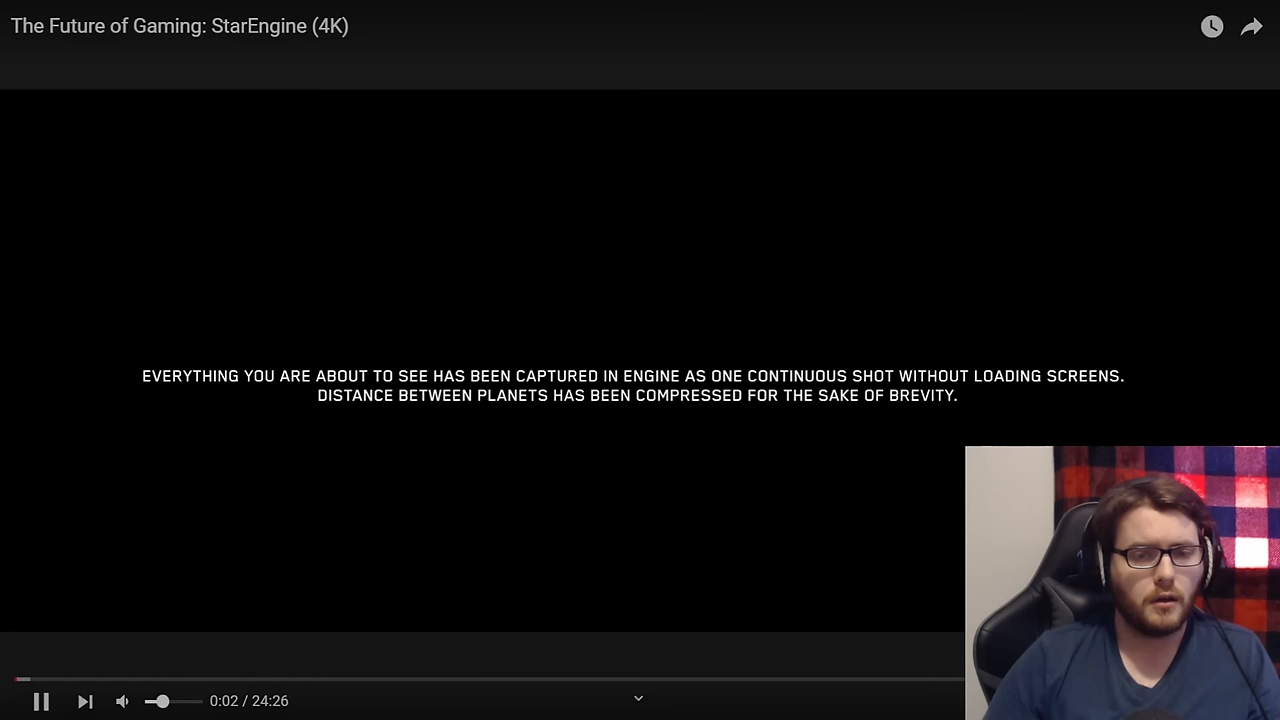 The Future of Gaming: StarEngine (4K)
EVERYTHING YOU ARE ABOUT TO SEE HAS BEEN CAPTURED IN ENGINE AS ONE CONTINUOUS SHOT WITHOUT LOADING SCREENS.
DISTANCE BETWEEN PLANETS HAS BEEN COMPRESSED FOR THE SAKE OF BREVITY.
0:02 / 24:26